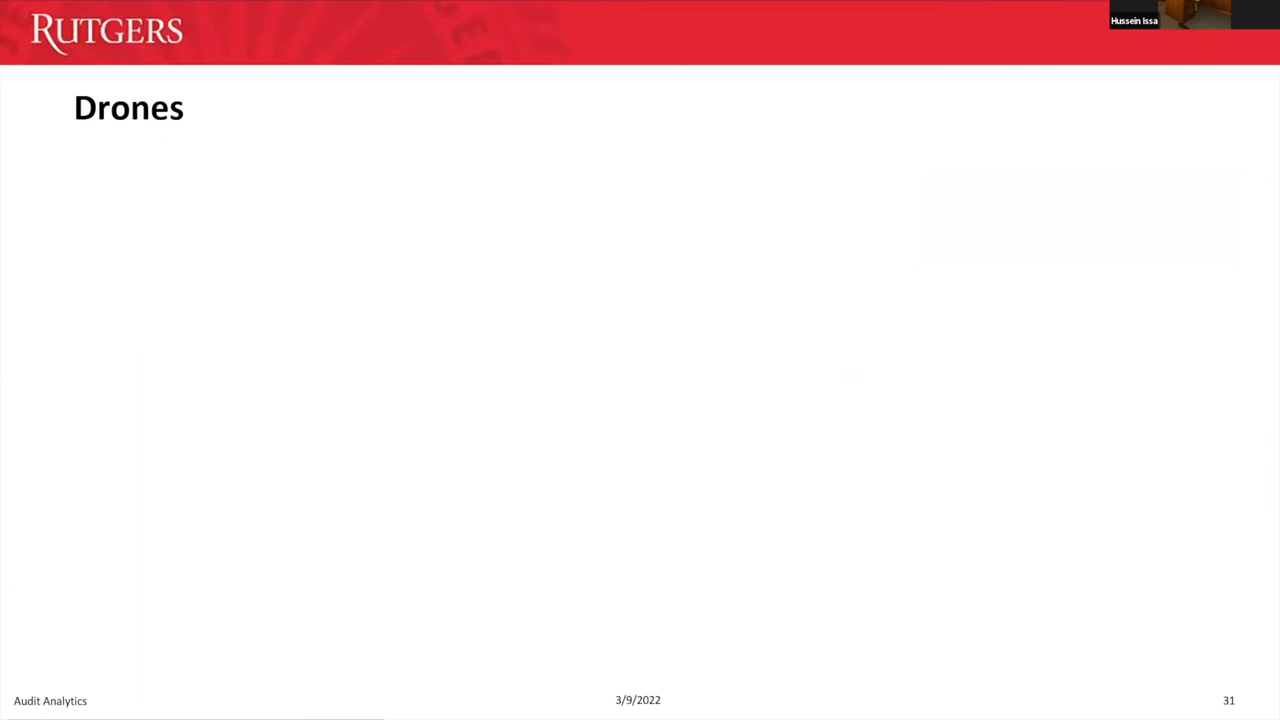 RUTGERS
Hussein Issa
Drones
Audit Analytics
3/9/2022
31